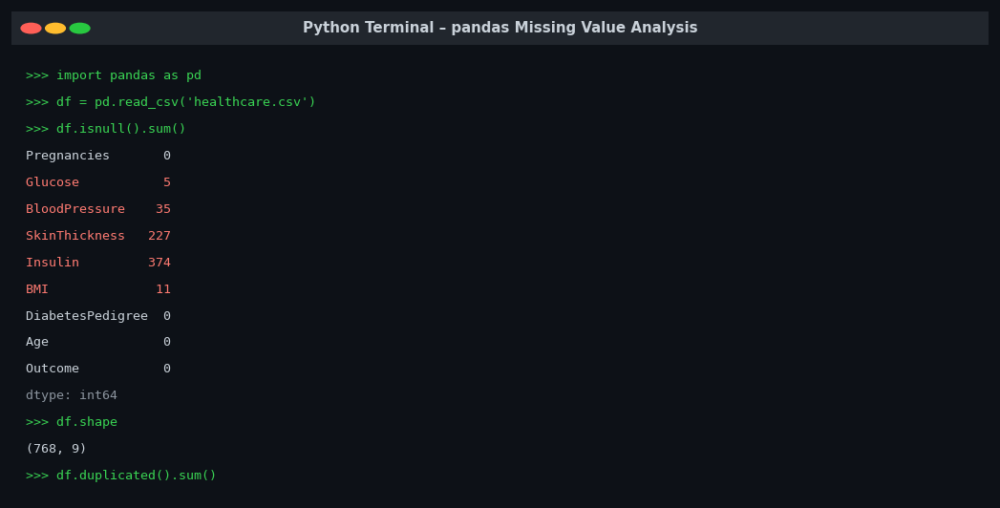 Python Terminal – pandas Missing Value Analysis
>>> import pandas as pd
>>> df = pd.read_csv('healthcare.csv')
>>> df.isnull().sum()
Pregnancies       0
Glucose           5
BloodPressure    35
SkinThickness   227
Insulin         374
BMI              11
DiabetesPedigree  0
Age               0
Outcome           0
dtype: int64
>>> df.shape
(768, 9)
>>> df.duplicated().sum()